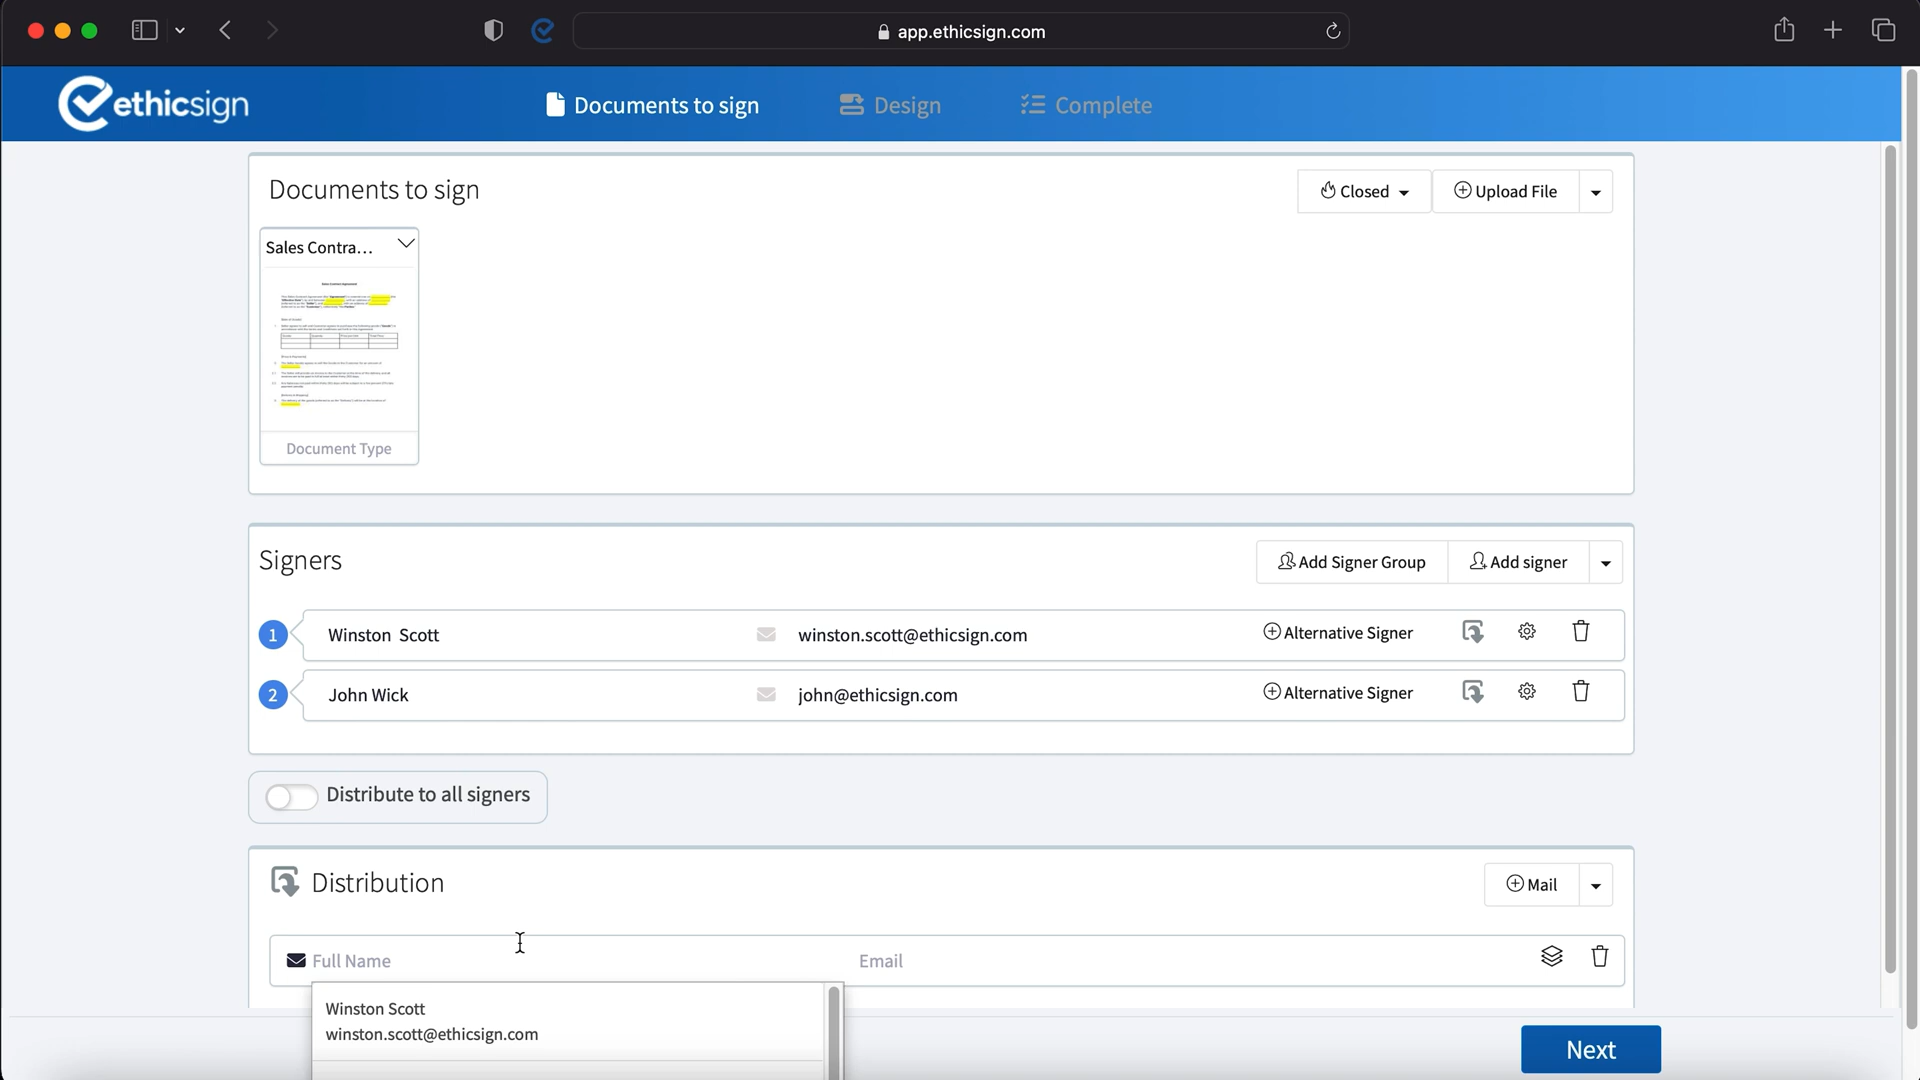 app.ethicsign.com
ethicsign
Documents to sign
Design
Complete
Documents to sign
Closed
Upload File
Sales Contra...
Document Type
Signers
Add Signer Group
Add signer
1
Winston Scott
winston.scott@ethicsign.com
Alternative Signer
2
John Wick
john@ethicsign.com
Alternative Signer
Distribute to all signers
Distribution
Mail
Full Name
Email
Winston Scott
winston.scott@ethicsign.com
Next